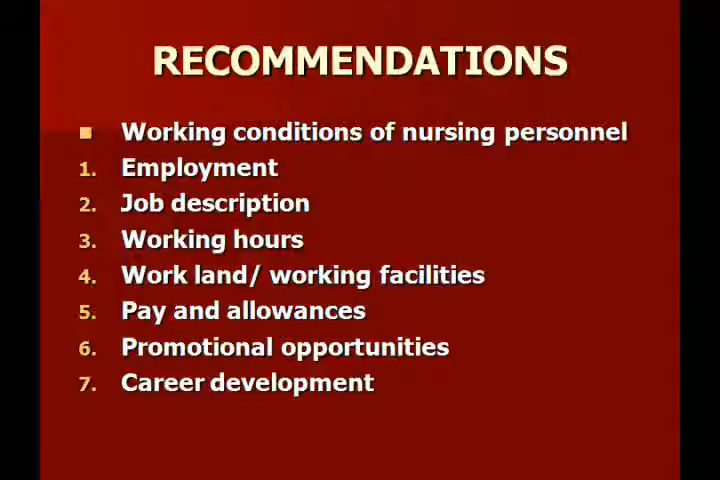 RECOMMENDATIONS
■ Working conditions of nursing personnel
1. Employment
2. Job description
3. Working hours
4. Work land/ working facilities
5. Pay and allowances
6. Promotional opportunities
7. Career development